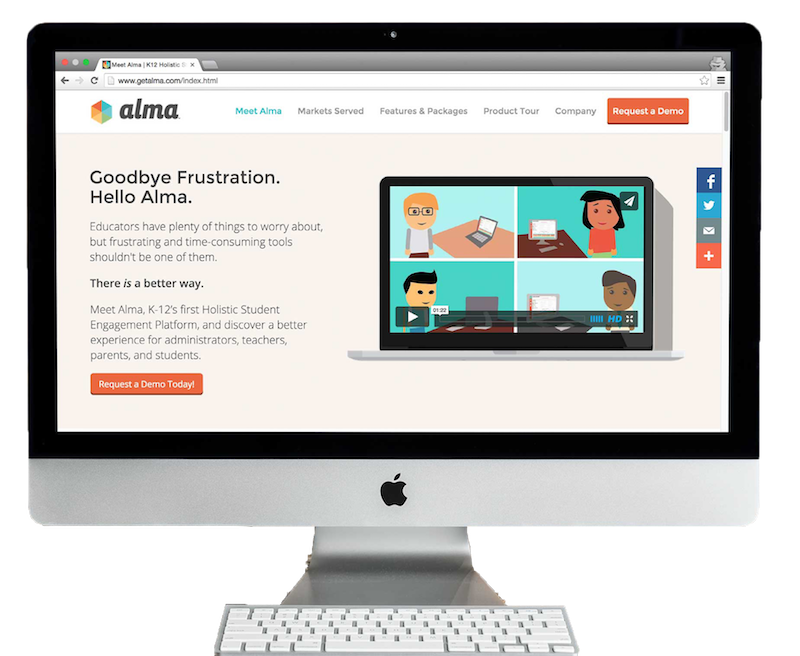 Meet Alma | K12 Holistic S
www.getalma.com/index.html
alma
Meet Alma
Markets Served
Features & Packages
Product Tour
Company
Request a Demo
Goodbye Frustration.
Hello Alma.
Educators have plenty of things to worry about,
but frustrating and time-consuming tools
shouldn't be one of them.
There is a better way.
Meet Alma, K-12's first Holistic Student
Engagement Platform, and discover a better
experience for administrators, teachers,
parents, and students.
Request a Demo Today!
01:22
HD